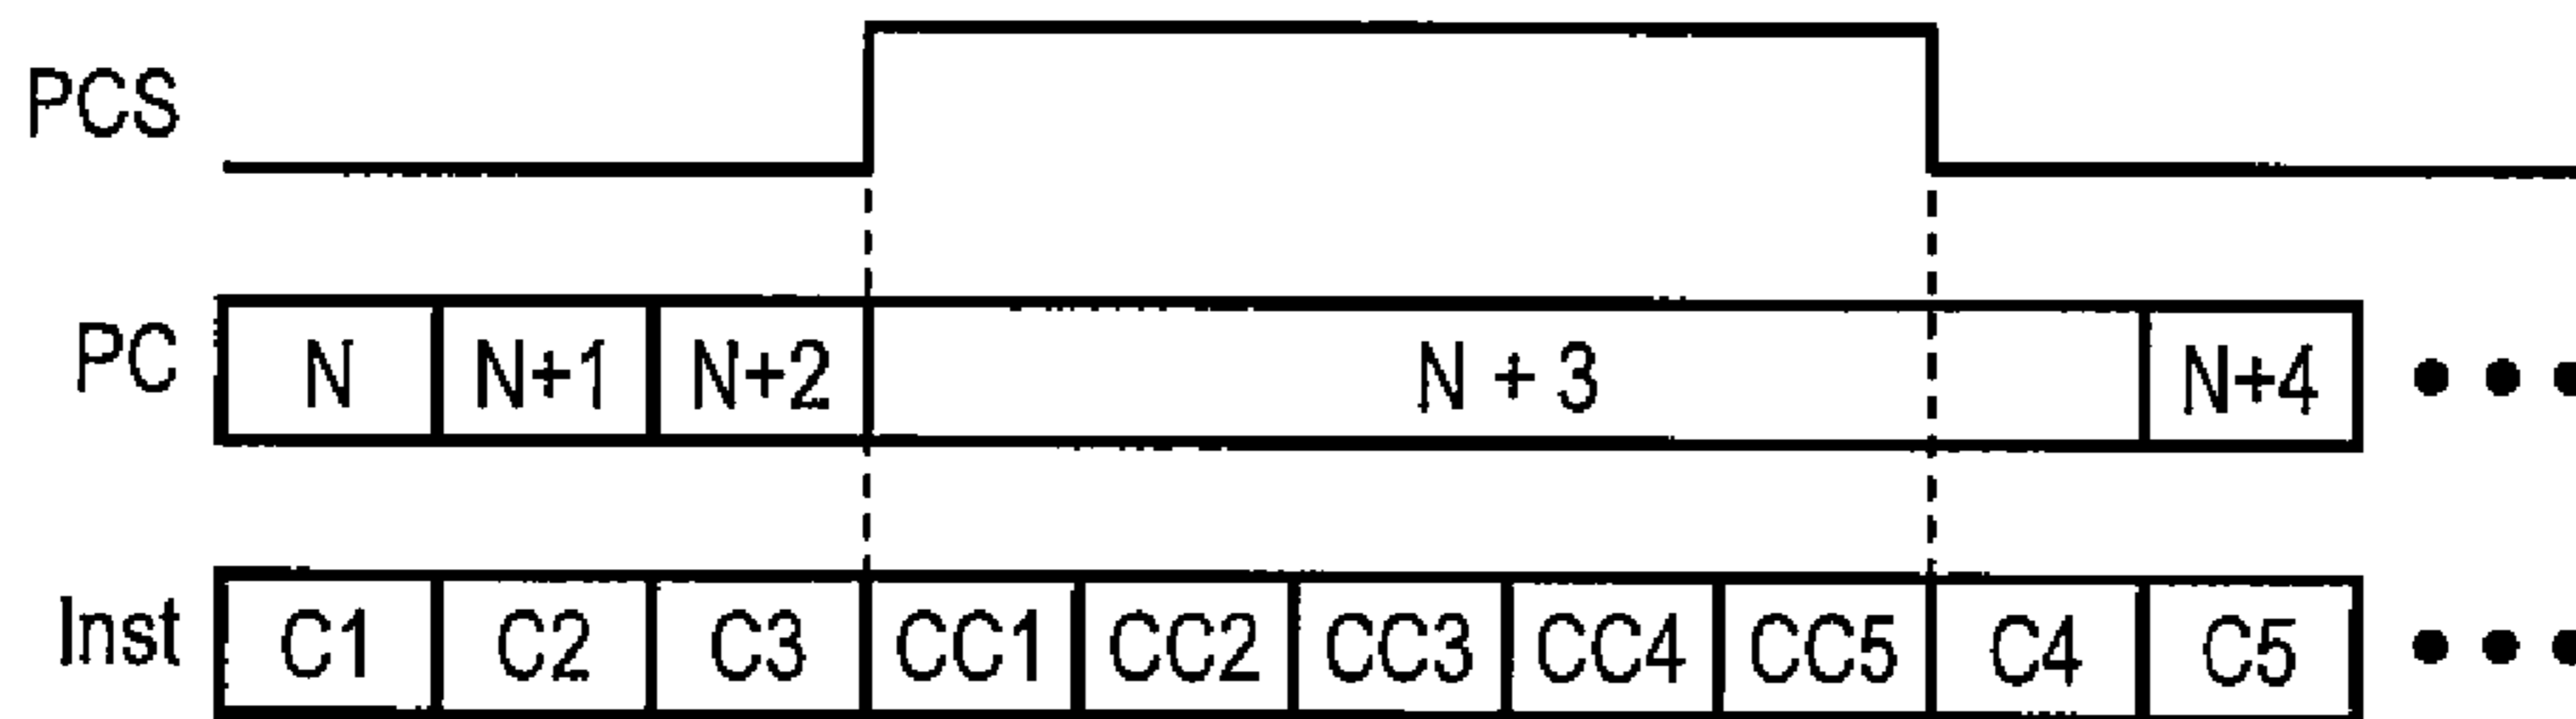 PCS
PC N N+1 N+2 N + 3 N+4 •••
Inst C1 C2 C3 CC1 CC2 CC3 CC4 CC5 C4 C5 •••